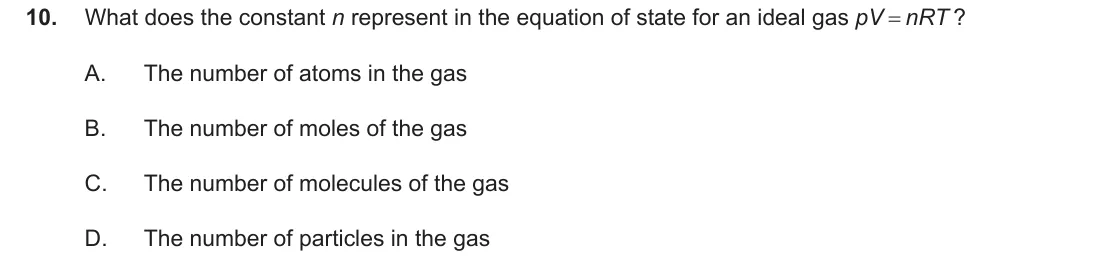 10. What does the constant n represent in the equation of state for an ideal gas pV = nRT?
A. The number of atoms in the gas
B. The number of moles of the gas
C. The number of molecules of the gas
D. The number of particles in the gas